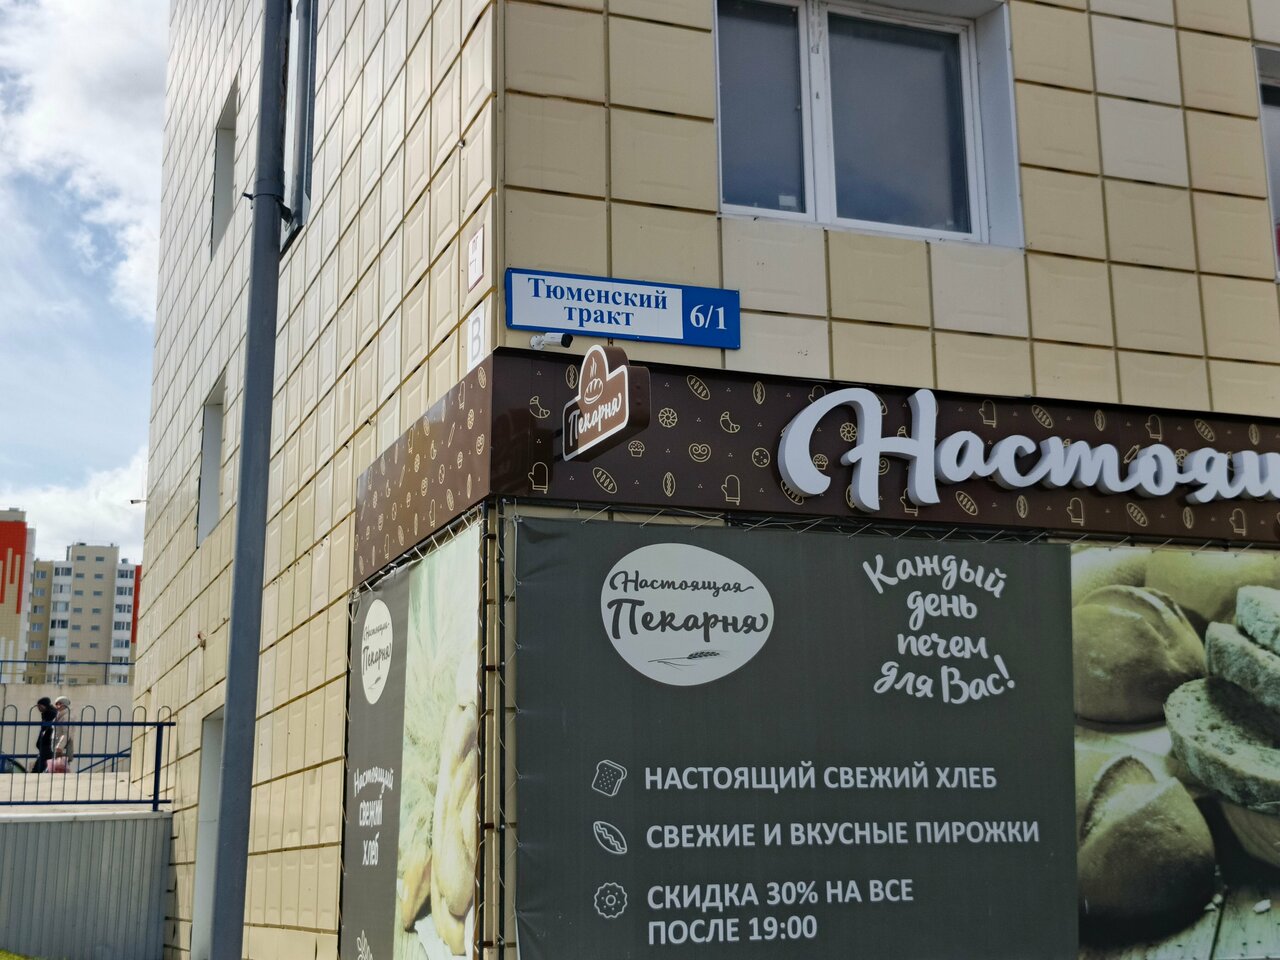 Тюменский
тракт
6/1
В
Пекарня
Настоящ
Настоящая
Пекарня
Каждый
день
печем
для Вас!
НАСТОЯЩИЙ СВЕЖИЙ ХЛЕБ
СВЕЖИЕ И ВКУСНЫЕ ПИРОЖКИ
СКИДКА 30% НА ВСЕ
ПОСЛЕ 19:00
Настоящая
Пекарня
Настоящий
свежий
хлеб